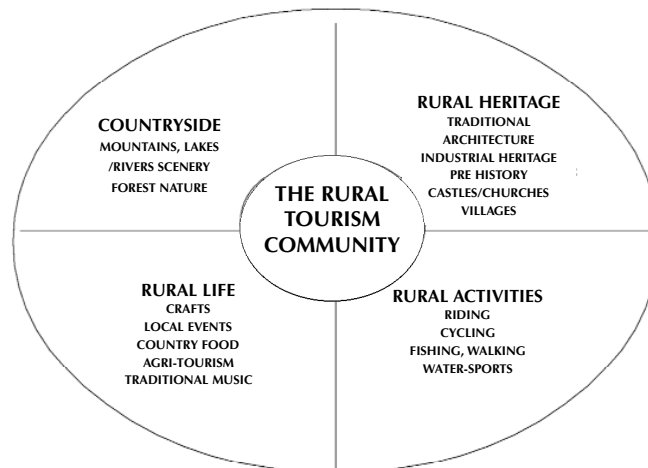 COUNTRYSIDE
MOUNTAINS, LAKES
/RIVERS SCENERY
FOREST NATURE
RURAL HERITAGE
TRADITIONAL
ARCHITECTURE
INDUSTRIAL HERITAGE
PRE HISTORY
CASTLES/CHURCHES
VILLAGES
THE RURAL
TOURISM
COMMUNITY
RURAL LIFE
CRAFTS
LOCAL EVENTS
COUNTRY FOOD
AGRI-TOURISM
TRADITIONAL MUSIC
RURAL ACTIVITIES
RIDING
CYCLING
FISHING, WALKING
WATER-SPORTS